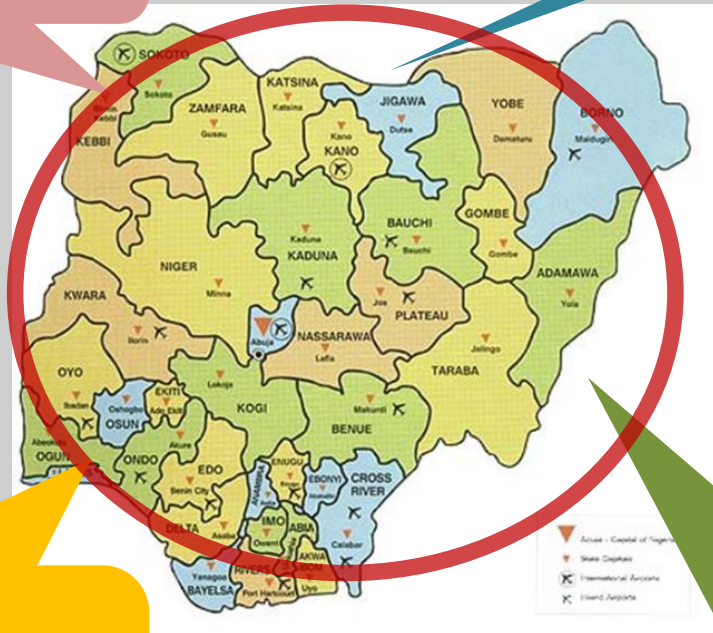 SOKOTO
Sokoto
KATSINA
Katsina
ZAMFARA
Gusau
JIGAWA
Dutse
YOBE
Damaturu
BORNO
Maiduguri
Kebbi
KEBBI
Kano
KANO
BAUCHI
Bauchi
GOMBE
Gombe
Kaduna
KADUNA
NIGER
Minna
ADAMAWA
Yola
KWARA
Ilorin
Jos
PLATEAU
Abuja
NASSARAWA
Lafia
Jalingo
TARABA
OYO
Ibadan
Oshogbo
OSUN
EKITI
Ado Ekiti
Lokoja
KOGI
Makurdi
BENUE
Abeokuta
OGUN
Akure
ONDO
EDO
Benin City
ANAMBRA
ENUGU
EBONYI
CROSS
RIVER
Calabar
DELTA
Asaba
IMO
Owerri
ABIA
AKWA
IBOM
Uyo
Yenagoa
BAYELSA
RIVERS
Port Harcourt
Abuja - Capital of Nigeria
State Capitals
International Airports
Inland Airports